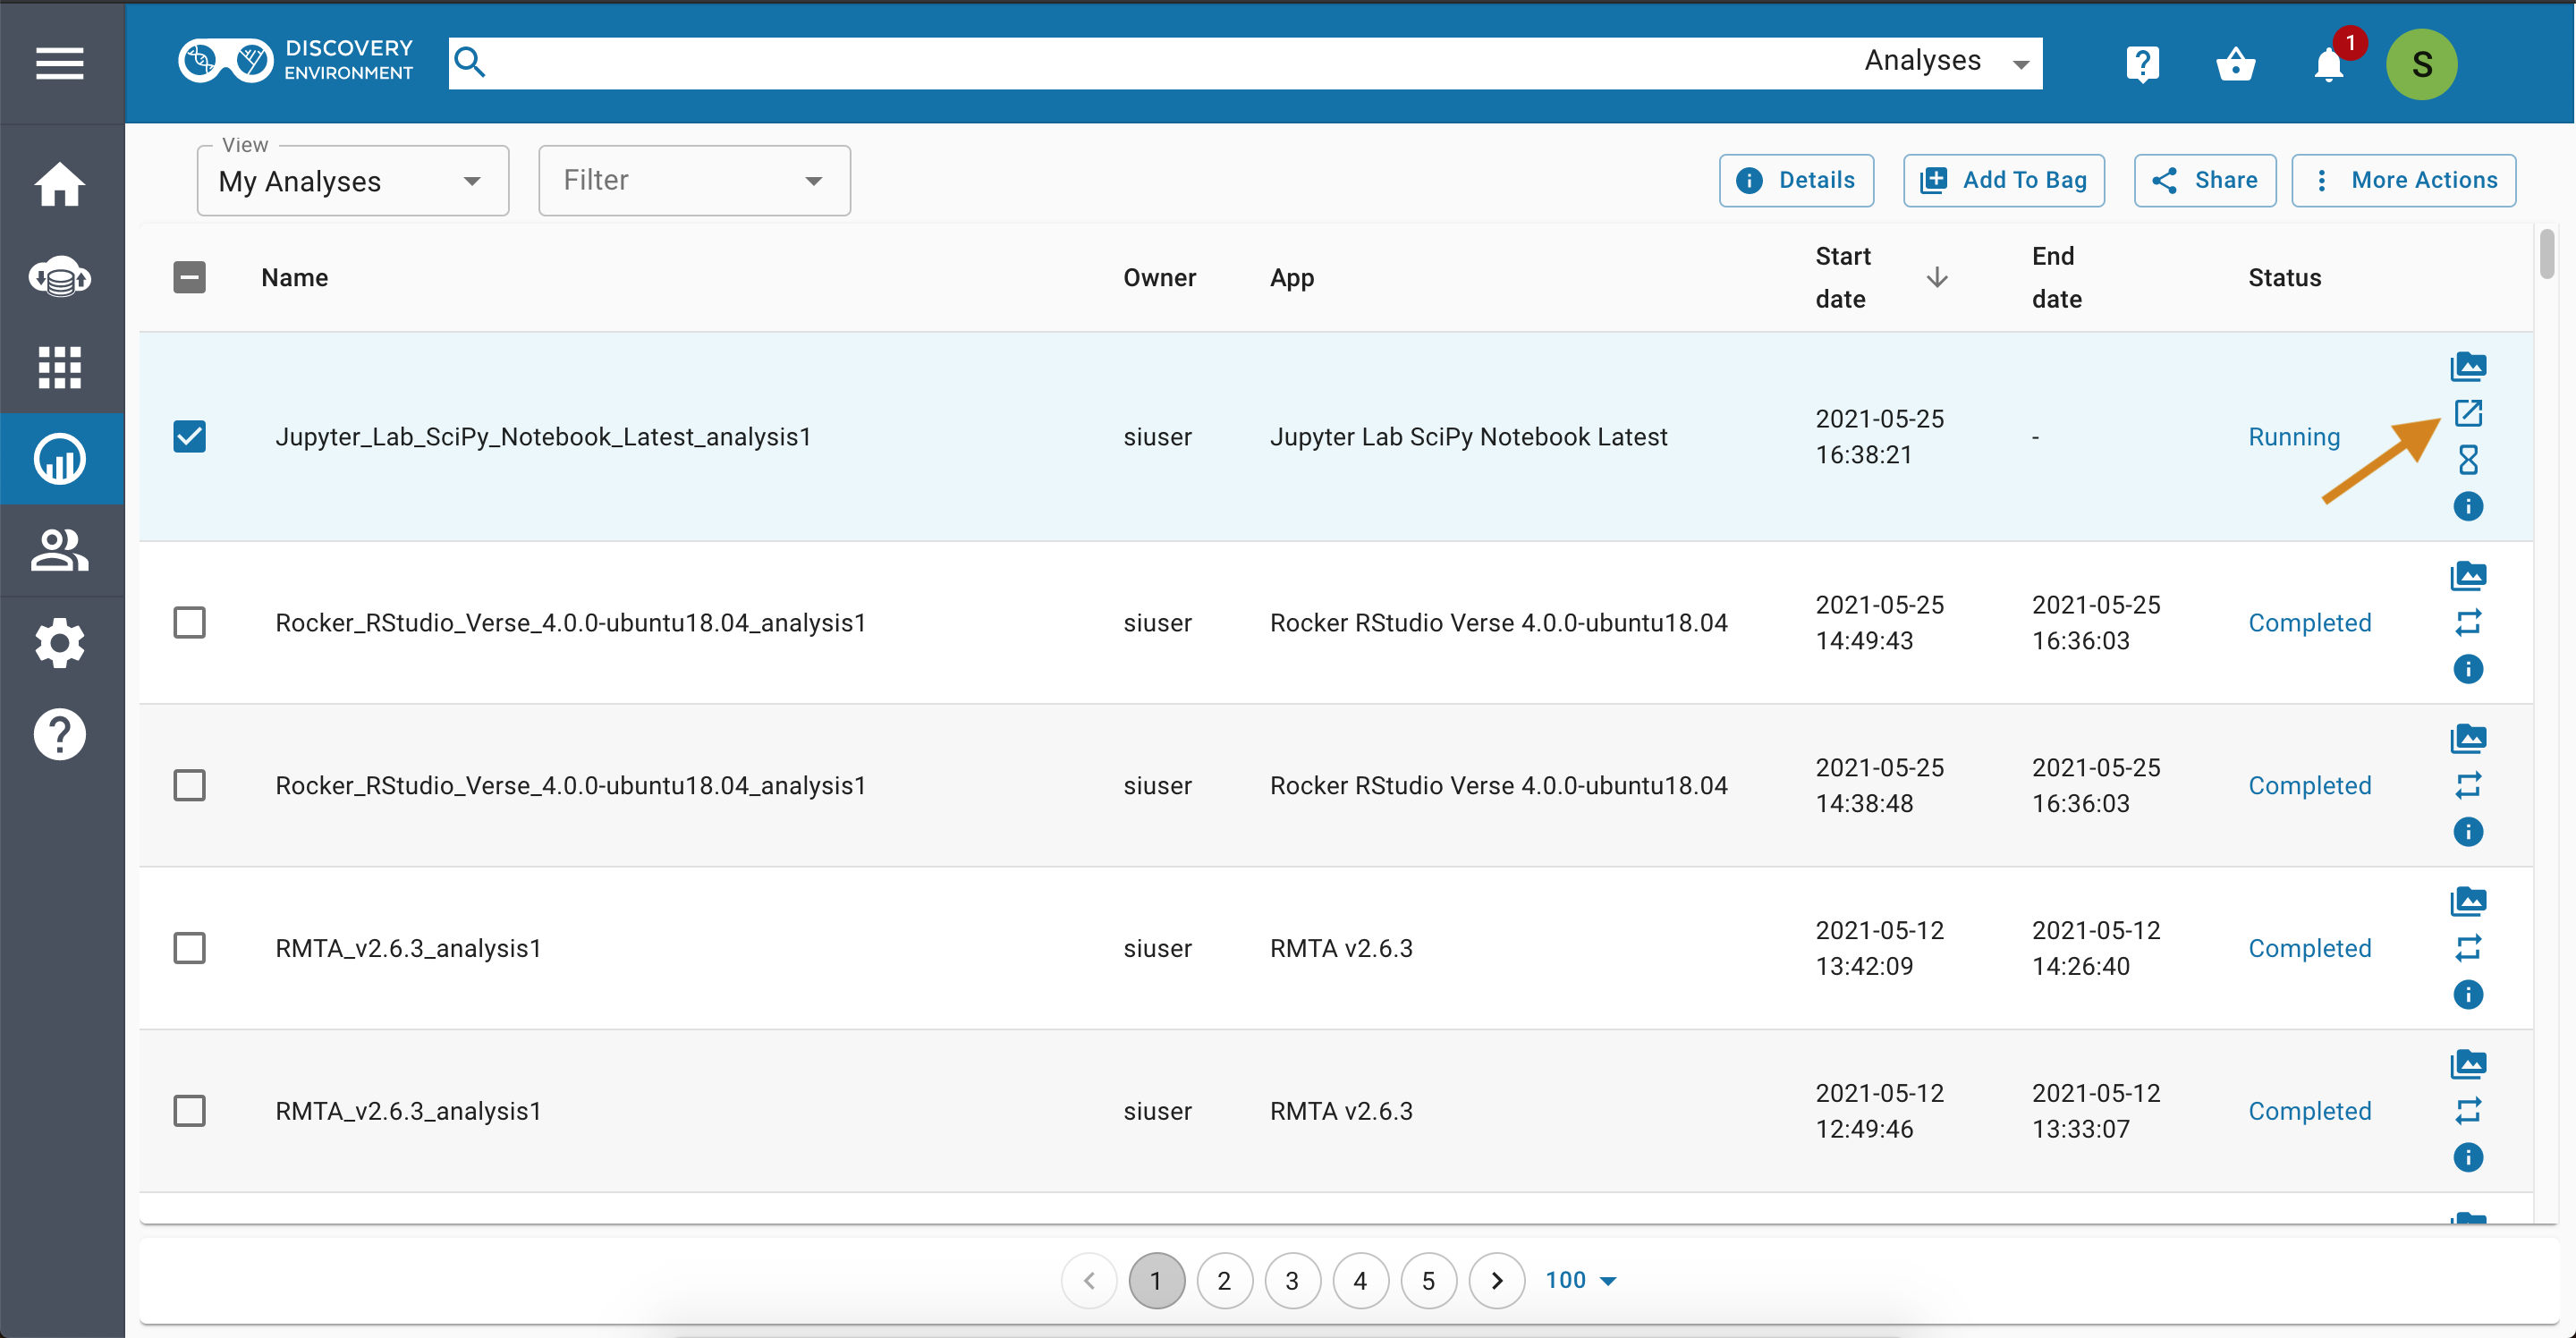 DISCOVERY
ENVIRONMENT
Analyses
?
1
S
View
My Analyses
Filter
Details
Add To Bag
Share
More Actions
Name Owner App Start date End date Status
Jupyter_Lab_SciPy_Notebook_Latest_analysis1 siuser Jupyter Lab SciPy Notebook Latest 2021-05-25 16:38:21 - Running
Rocker_RStudio_Verse_4.0.0-ubuntu18.04_analysis1 siuser Rocker RStudio Verse 4.0.0-ubuntu18.04 2021-05-25 14:49:43 2021-05-25 16:36:03 Completed
Rocker_RStudio_Verse_4.0.0-ubuntu18.04_analysis1 siuser Rocker RStudio Verse 4.0.0-ubuntu18.04 2021-05-25 14:38:48 2021-05-25 16:36:03 Completed
RMTA_v2.6.3_analysis1 siuser RMTA v2.6.3 2021-05-12 13:42:09 2021-05-12 14:26:40 Completed
RMTA_v2.6.3_analysis1 siuser RMTA v2.6.3 2021-05-12 12:49:46 2021-05-12 13:33:07 Completed
1 2 3 4 5 100